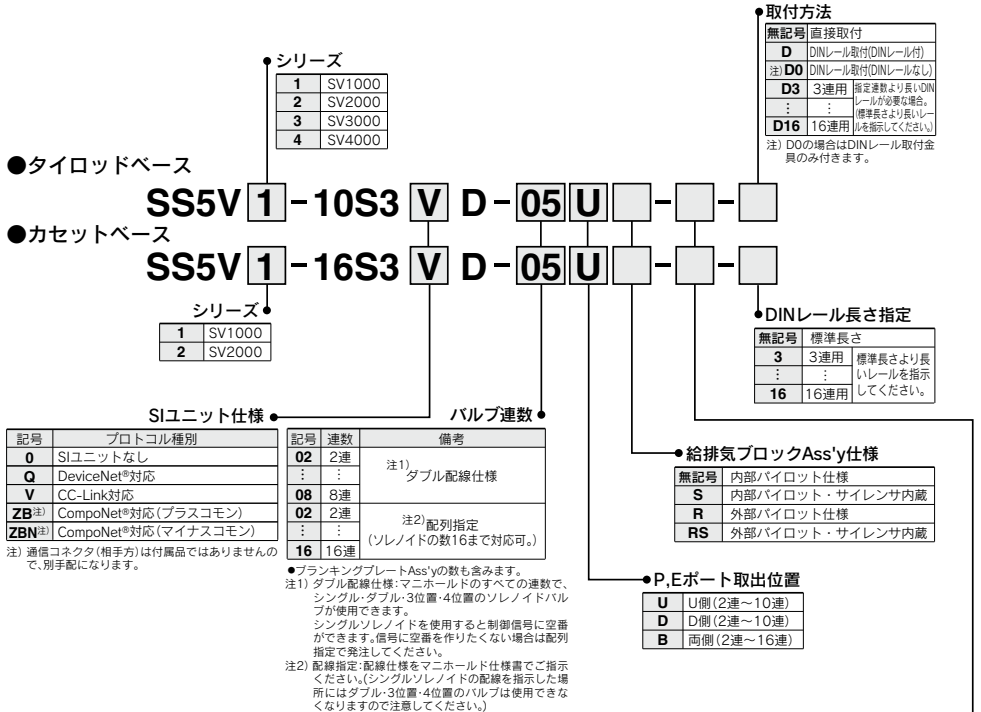 ●取付方法
無記号 直接取付
D DINレール取付(DINレール付)
注) D0 DINレール取付(DINレールなし)
D3 3連用 指定連数より長いDIN
レールが必要な場合。
⋮ ⋮ (標準長さより長いレー
D16 16連用 ルを指示してください。)
注) D0の場合はDINレール取付金
具のみ付きます。
●シリーズ
1 SV1000
2 SV2000
3 SV3000
4 SV4000
●タイロッドベース
SS5V 1 - 10S3 V D - 05 U □ - □ - □
●カセットベース
SS5V 1 - 16S3 V D - 05 U □ - □ - □
シリーズ●
1 SV1000
2 SV2000
●DINレール長さ指定
無記号 標準長さ
3 3連用 標準長さより長
⋮ ⋮ いレールを指示
16 16連用 してください。
SIユニット仕様●
記号 プロトコル種別
0 SIユニットなし
Q DeviceNet®対応
V CC-Link対応
ZB注) CompoNet®対応(プラスコモン)
ZBN注) CompoNet®対応(マイナスコモン)
注) 通信コネクタ(相手方)は付属品ではありませんの
で、別手配になります。
バルブ連数●
記号 連数 備考
02 2連 注1)
⋮ ⋮ ダブル配線仕様
08 8連
02 2連 注2)
⋮ ⋮ 配列指定
(ソレノイドの数16まで対応可。)
16 16連
●ブランキングプレートAss'yの数も含みます。
注1) ダブル配線仕様:マニホールドのすべての連数で、
シングル・ダブル・3位置・4位置のソレノイドバル
ブが使用できます。
シングルソレノイドを使用すると制御信号に空番
ができます。信号に空番を作りたくない場合は配列
指定で発注してください。
注2) 配線指定:配線仕様をマニホールド仕様書でご指示
ください。(シングルソレノイドの配線を指示した場
所にはダブル・3位置・4位置のバルブは使用できな
くなりますので注意してください。)
●給排気ブロックAss'y仕様
無記号 内部パイロット仕様
S 内部パイロット・サイレンサ内蔵
R 外部パイロット仕様
RS 外部パイロット・サイレンサ内蔵
●P,Eポート取出位置
U U側(2連～10連)
D D側(2連～10連)
B 両側(2連～16連)